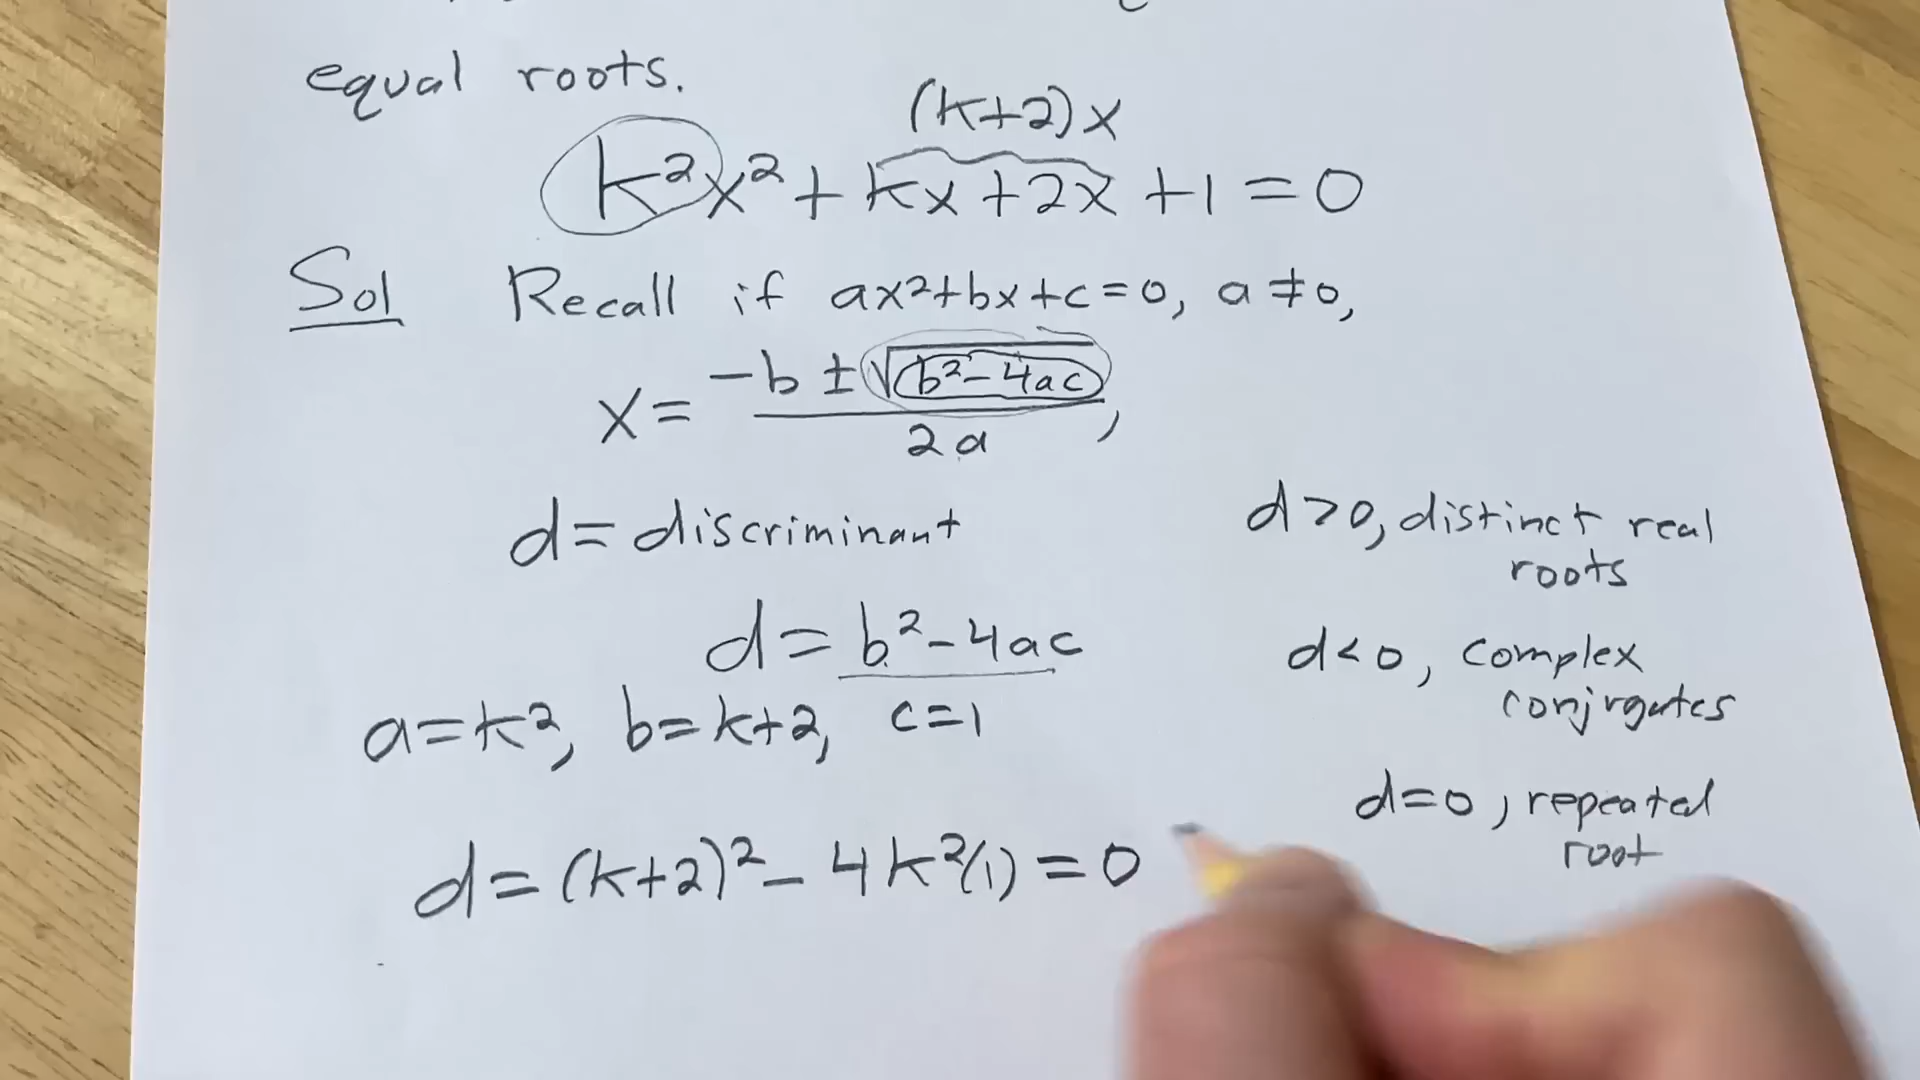 equal roots.
(k+2)x
k²x² + kx + 2x + 1 = 0
Sol Recall if ax²+bx+c=0, a≠0,
x = -b ± √b²-4ac / 2a,
d = discriminant
d = b²-4ac
a=k², b=k+2, c=1
d = (k+2)² - 4k²(1) = 0
d>0, distinct real
roots
d<0, complex
conjugates
d=0, repeated
root